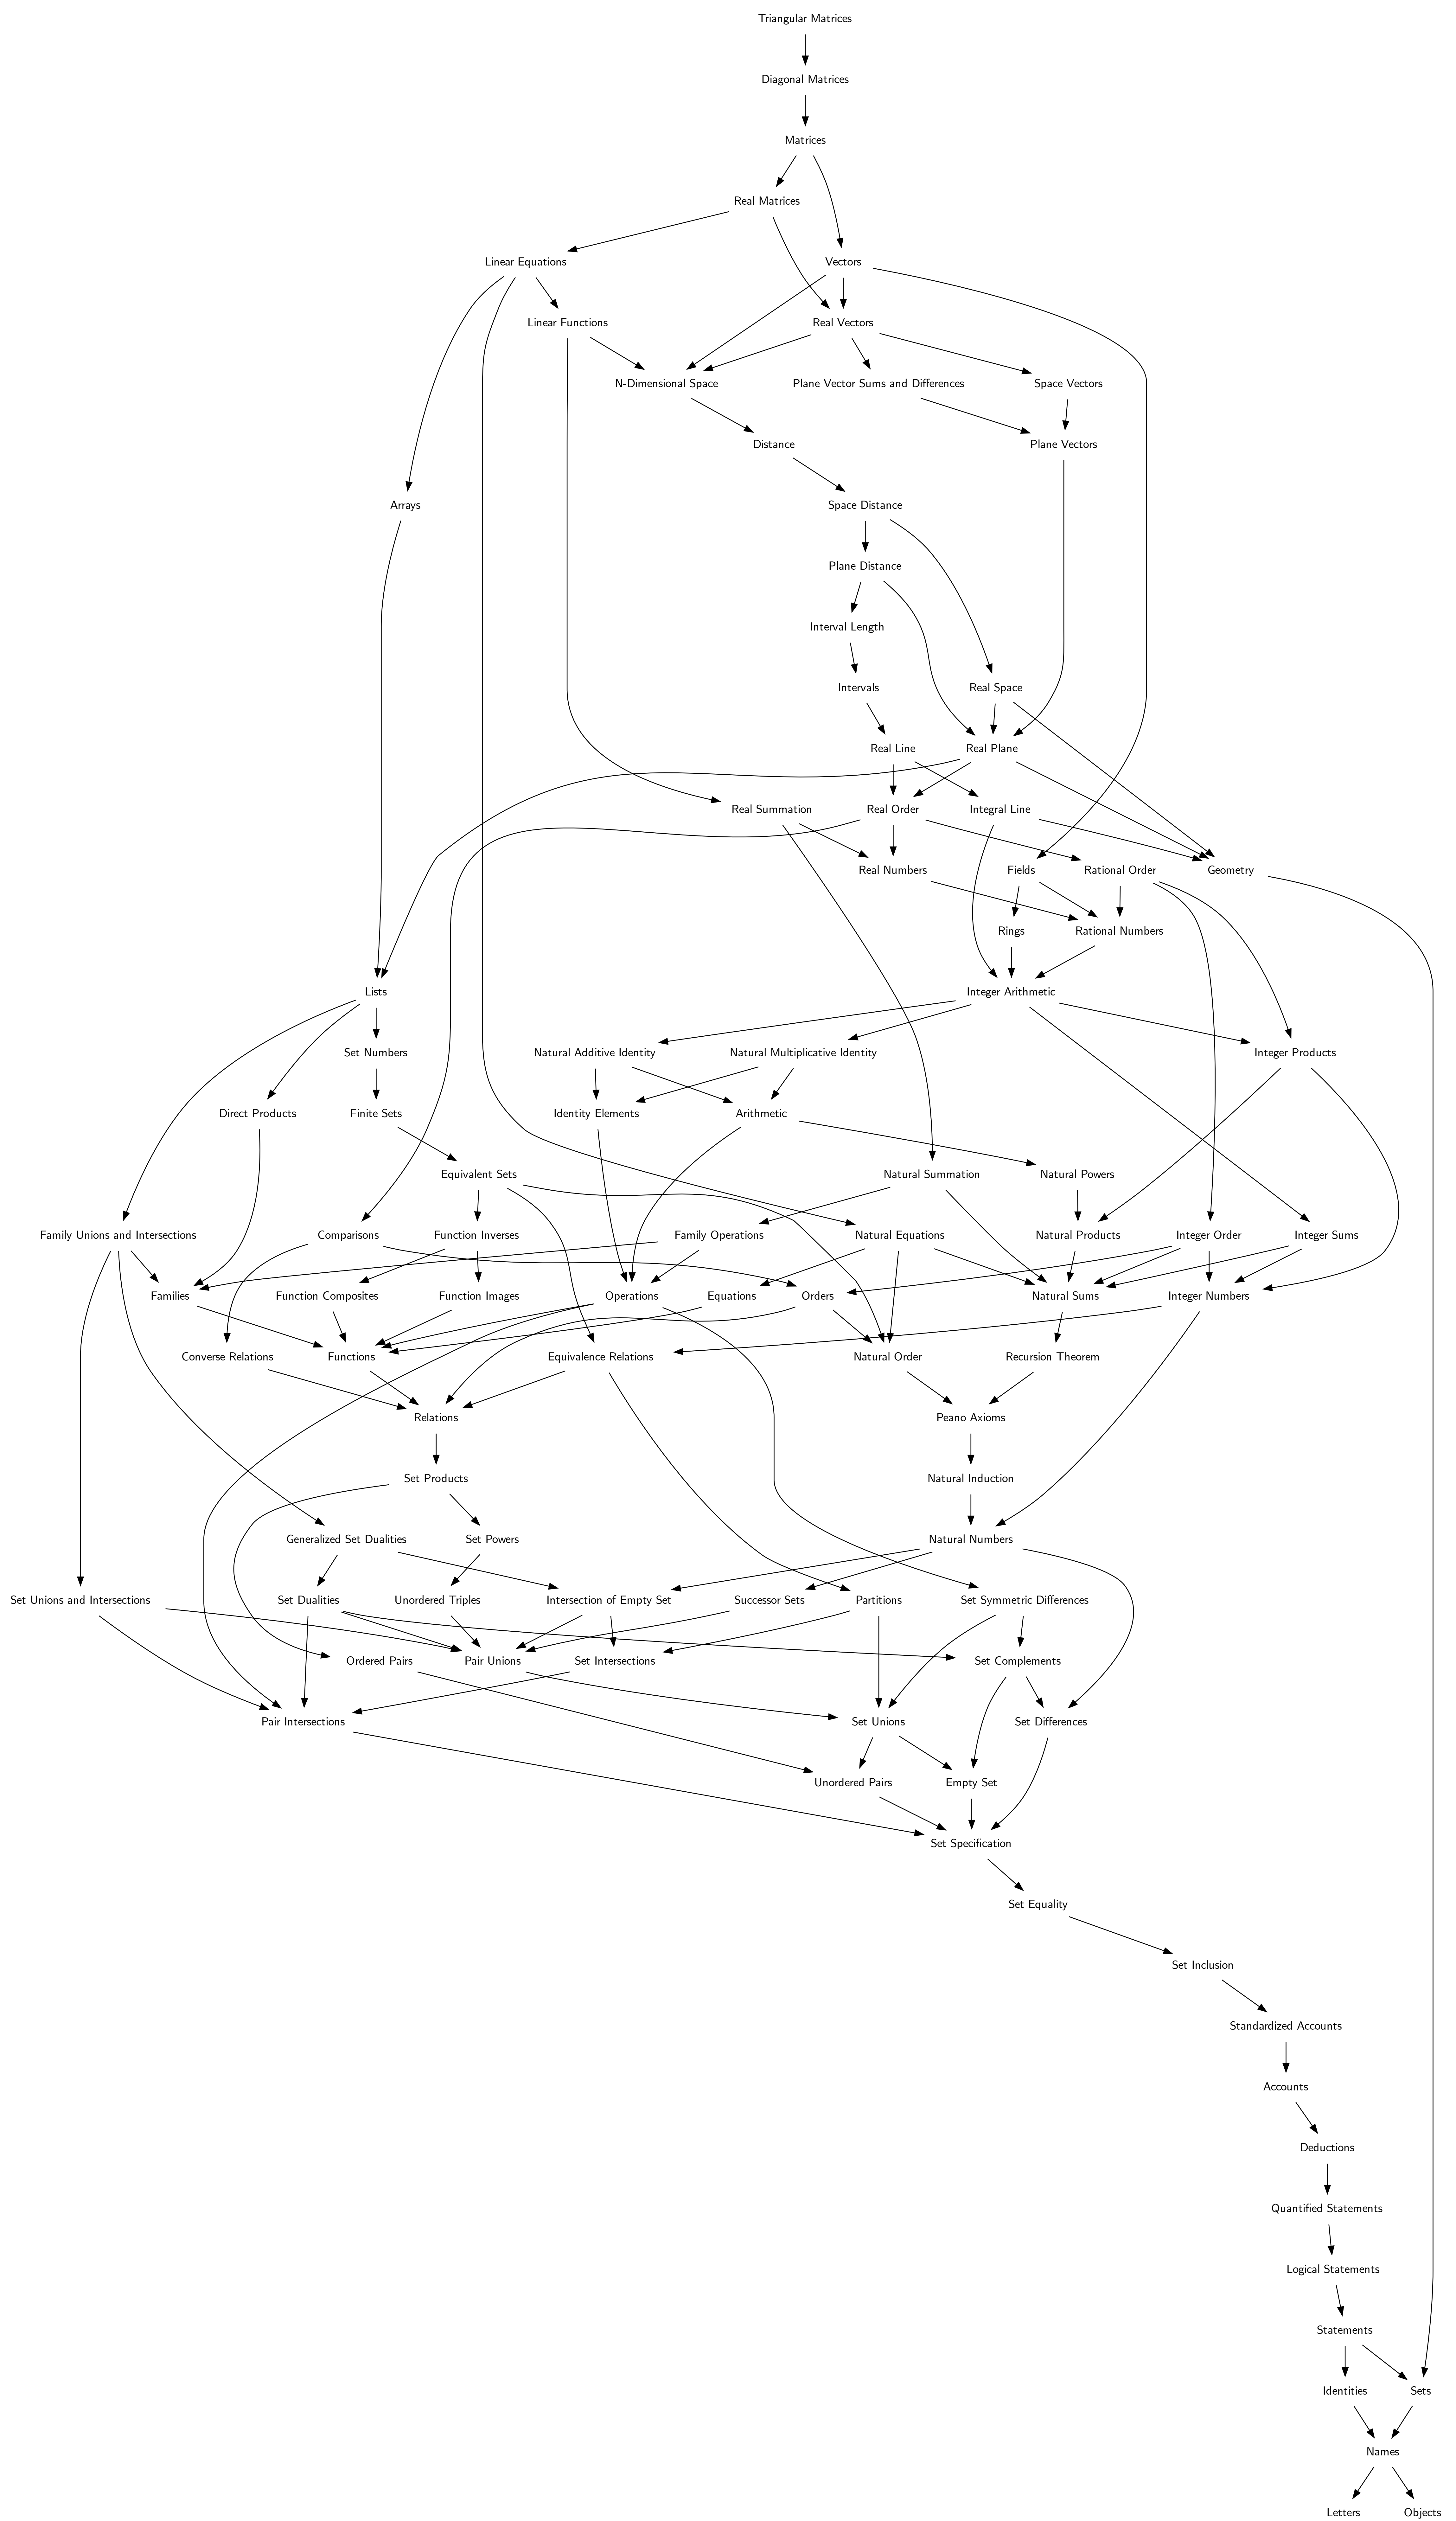 Triangular Matrices
Diagonal Matrices
Matrices
Real Matrices
Linear Equations
Vectors
Linear Functions
Real Vectors
N-Dimensional Space
Plane Vector Sums and Differences
Space Vectors
Distance
Plane Vectors
Arrays
Space Distance
Plane Distance
Interval Length
Intervals
Real Space
Real Line
Real Plane
Real Summation
Real Order
Integral Line
Real Numbers
Fields
Rational Order
Geometry
Rings
Rational Numbers
Lists
Integer Arithmetic
Set Numbers
Natural Additive Identity
Natural Multiplicative Identity
Integer Products
Direct Products
Finite Sets
Identity Elements
Arithmetic
Equivalent Sets
Natural Summation
Natural Powers
Family Unions and Intersections
Comparisons
Function Inverses
Family Operations
Natural Equations
Natural Products
Integer Order
Integer Sums
Families
Function Composites
Function Images
Operations
Equations
Orders
Natural Sums
Integer Numbers
Converse Relations
Functions
Equivalence Relations
Natural Order
Recursion Theorem
Relations
Peano Axioms
Set Products
Natural Induction
Generalized Set Dualities
Set Powers
Natural Numbers
Set Unions and Intersections
Set Dualities
Unordered Triples
Intersection of Empty Set
Successor Sets
Partitions
Set Symmetric Differences
Ordered Pairs
Pair Unions
Set Intersections
Set Complements
Pair Intersections
Set Unions
Set Differences
Unordered Pairs
Empty Set
Set Specification
Set Equality
Set Inclusion
Standardized Accounts
Accounts
Deductions
Quantified Statements
Logical Statements
Statements
Identities
Sets
Names
Letters
Objects